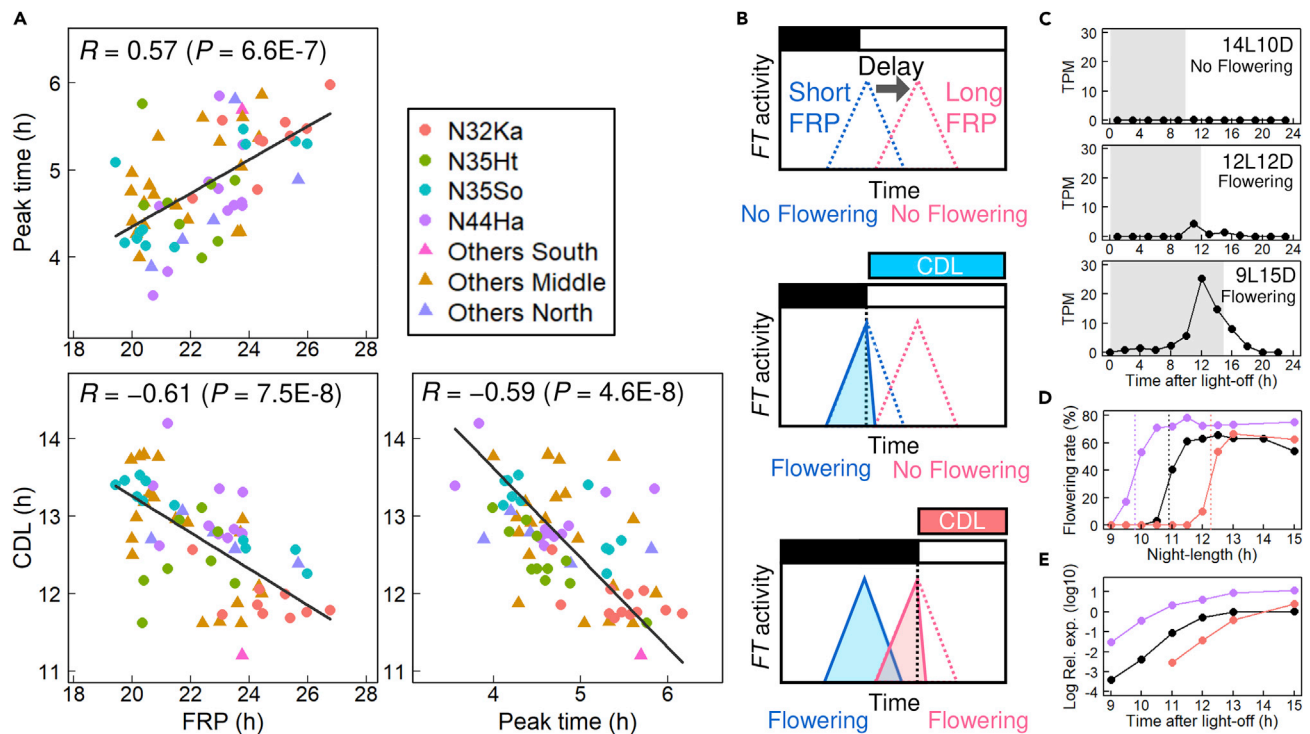 A
R = 0.57 (P = 6.6E-7)
Peak time (h)
6
5
4
18 20 22 24 26 28
N32Ka
N35Ht
N35So
N44Ha
Others South
Others Middle
Others North
R = −0.61 (P = 7.5E-8)
CDL (h)
14
13
12
11
18 20 22 24 26 28
FRP (h)
R = −0.59 (P = 4.6E-8)
4 5 6
Peak time (h)
B
Delay
Short FRP
Long FRP
FT activity
Time
No Flowering No Flowering
CDL
FT activity
Time
Flowering No Flowering
CDL
FT activity
Time
Flowering Flowering
C
14L10D
No Flowering
TPM
30
20
10
0
0 4 8 12 16 20 24
12L12D
Flowering
TPM
30
20
10
0
0 4 8 12 16 20 24
9L15D
Flowering
TPM
30
20
10
0
0 4 8 12 16 20 24
Time after light-off (h)
D
Flowering rate (%)
80
60
40
20
0
9 10 11 12 13 14 15
Night-length (h)
E
Log Rel. exp. (log10)
1
0
-1
-2
-3
-4
9 10 11 12 13 14 15
Time after light-off (h)